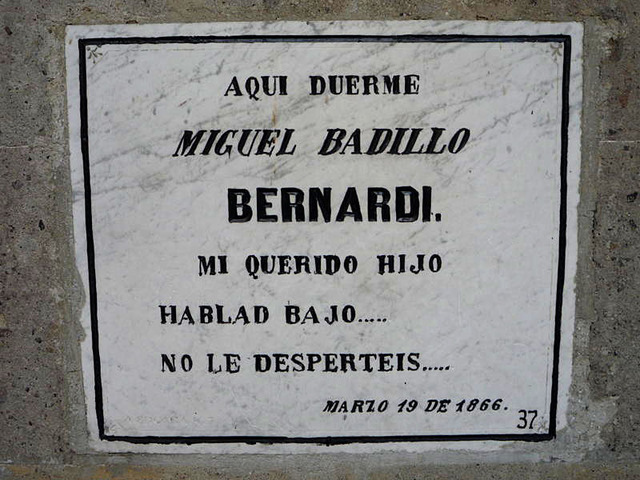 AQUI DUERME
MIGUEL BADILLO
BERNARDI.
MI QUERIDO HIJO
HABLAD BAJO.....
NO LE DESPERTEIS.....
MARZO 19 DE 1866.
37